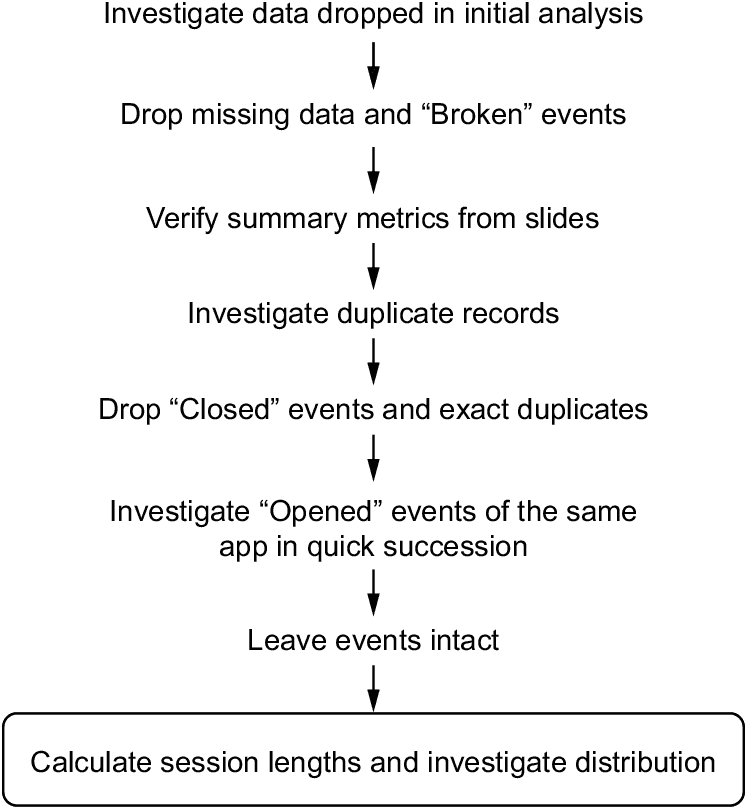 Investigate data dropped in initial analysis
Drop missing data and “Broken” events
Verify summary metrics from slides
Investigate duplicate records
Drop “Closed” events and exact duplicates
Investigate “Opened” events of the same
app in quick succession
Leave events intact
Calculate session lengths and investigate distribution